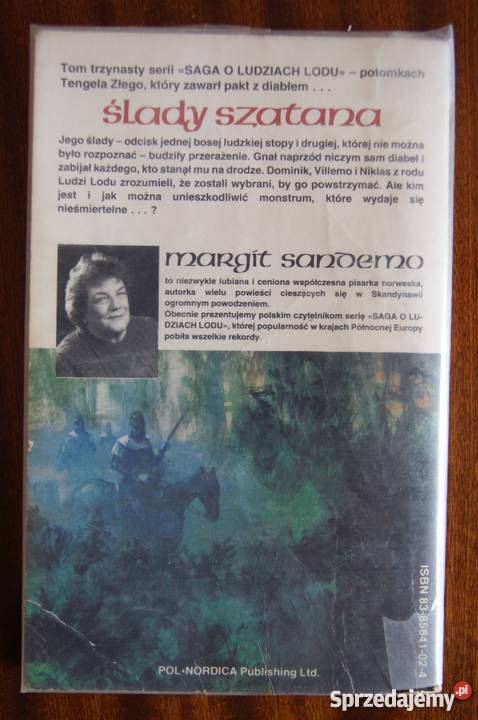 Tom trzynasty serii «SAGA O LUDZIACH LODU» – potomkach
Tengela Złego, który zawarł pakt z diabłem . . .
ślady szatana
Jego ślady – odcisk jednej bosej ludzkiej stopy i drugiej, której nie można
było rozpoznać – budziły przerażenie. Gnał naprzód niczym sam diabeł i
zabijał każdego, kto stanął mu na drodze. Dominik, Villemo i Niklas z rodu
Ludzi Lodu zrozumieli, że zostali wybrani, by go powstrzymać. Ale kim
jest i jak można unieszkodliwić monstrum, które wydaje się
nieśmiertelne . . . ?
margit sandemo
to niezwykle lubiana i ceniona współczesna pisarka norweska,
autorka wielu powieści cieszących się w Skandynawii
ogromnym powodzeniem.
Obecnie prezentujemy polskim czytelnikom serię «SAGA O LU-
DZIACH LODU», której popularność w krajach Północnej Europy
pobiła wszelkie rekordy.
ISBN 83-85841-02-4
POL-NORDICA Publishing Ltd.
Sprzedajemy.pl